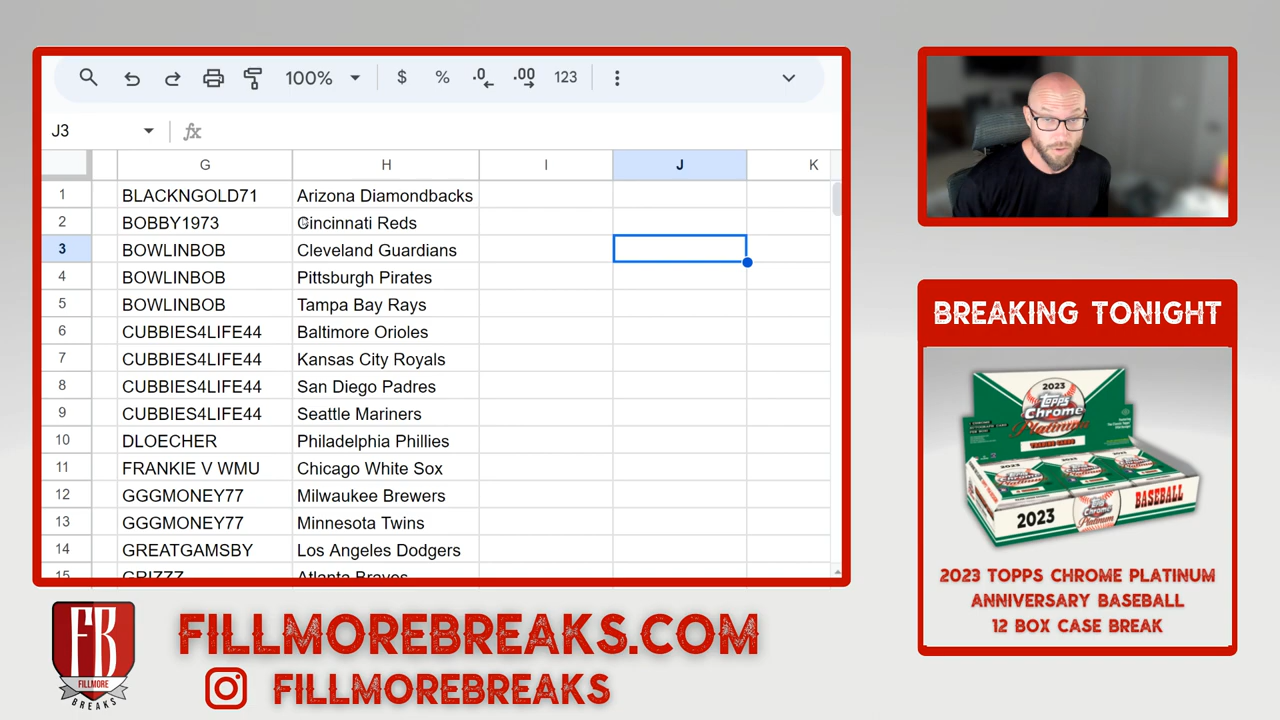 100%
$ % .0 .00 123
J3 fx
G H I J K
1 BLACKNGOLD71 Arizona Diamondbacks
2 BOBBY1973 Cincinnati Reds
3 BOWLINBOB Cleveland Guardians
4 BOWLINBOB Pittsburgh Pirates
5 BOWLINBOB Tampa Bay Rays
6 CUBBIES4LIFE44 Baltimore Orioles
7 CUBBIES4LIFE44 Kansas City Royals
8 CUBBIES4LIFE44 San Diego Padres
9 CUBBIES4LIFE44 Seattle Mariners
10 DLOECHER Philadelphia Phillies
11 FRANKIE V WMU Chicago White Sox
12 GGGMONEY77 Milwaukee Brewers
13 GGGMONEY77 Minnesota Twins
14 GREATGAMSBY Los Angeles Dodgers
15 GRIZZZ Atlanta Braves
BREAKING TONIGHT
2023
Topps
Chrome
Platinum
2023
BASEBALL
2023 TOPPS CHROME PLATINUM
ANNIVERSARY BASEBALL
12 BOX CASE BREAK
FB
FILLMORE
BREAKS
FILLMOREBREAKS.COM
FILLMOREBREAKS